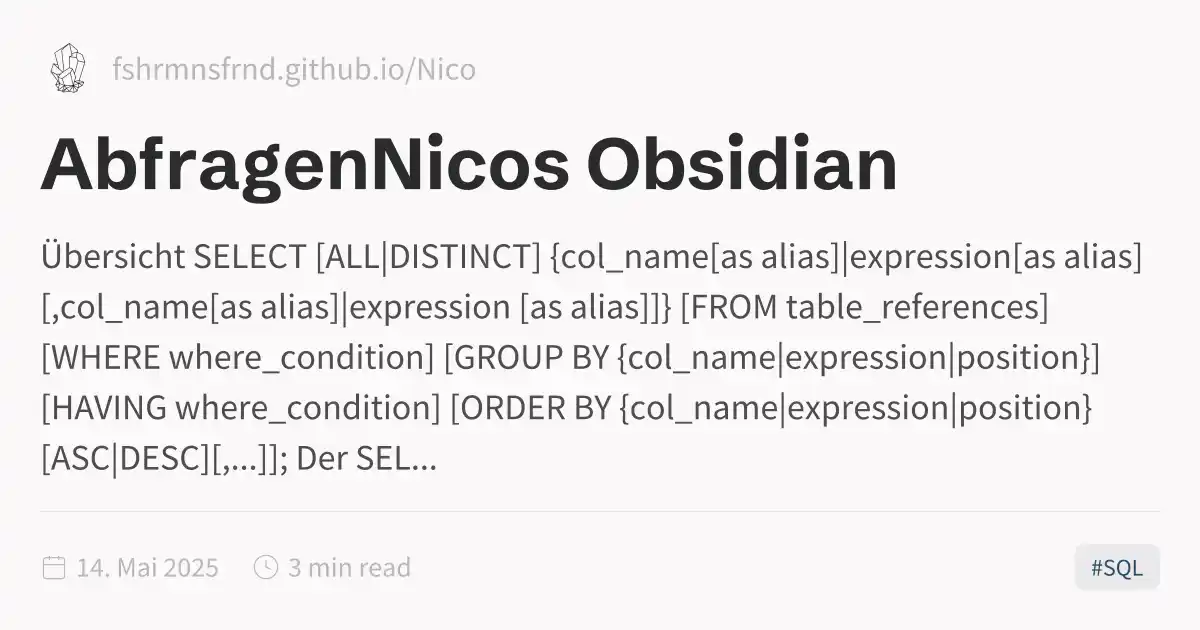 fshrmnsfrnd.github.io/Nico
AbfragenNicos Obsidian
Übersicht SELECT [ALL|DISTINCT] {col_name[as alias]|expression[as alias]
[,col_name[as alias]|expression [as alias]]} [FROM table_references]
[WHERE where_condition] [GROUP BY {col_name|expression|position}]
[HAVING where_condition] [ORDER BY {col_name|expression|position}
[ASC|DESC][,...]]; Der SEL...
14. Mai 2025
3 min read
#SQL